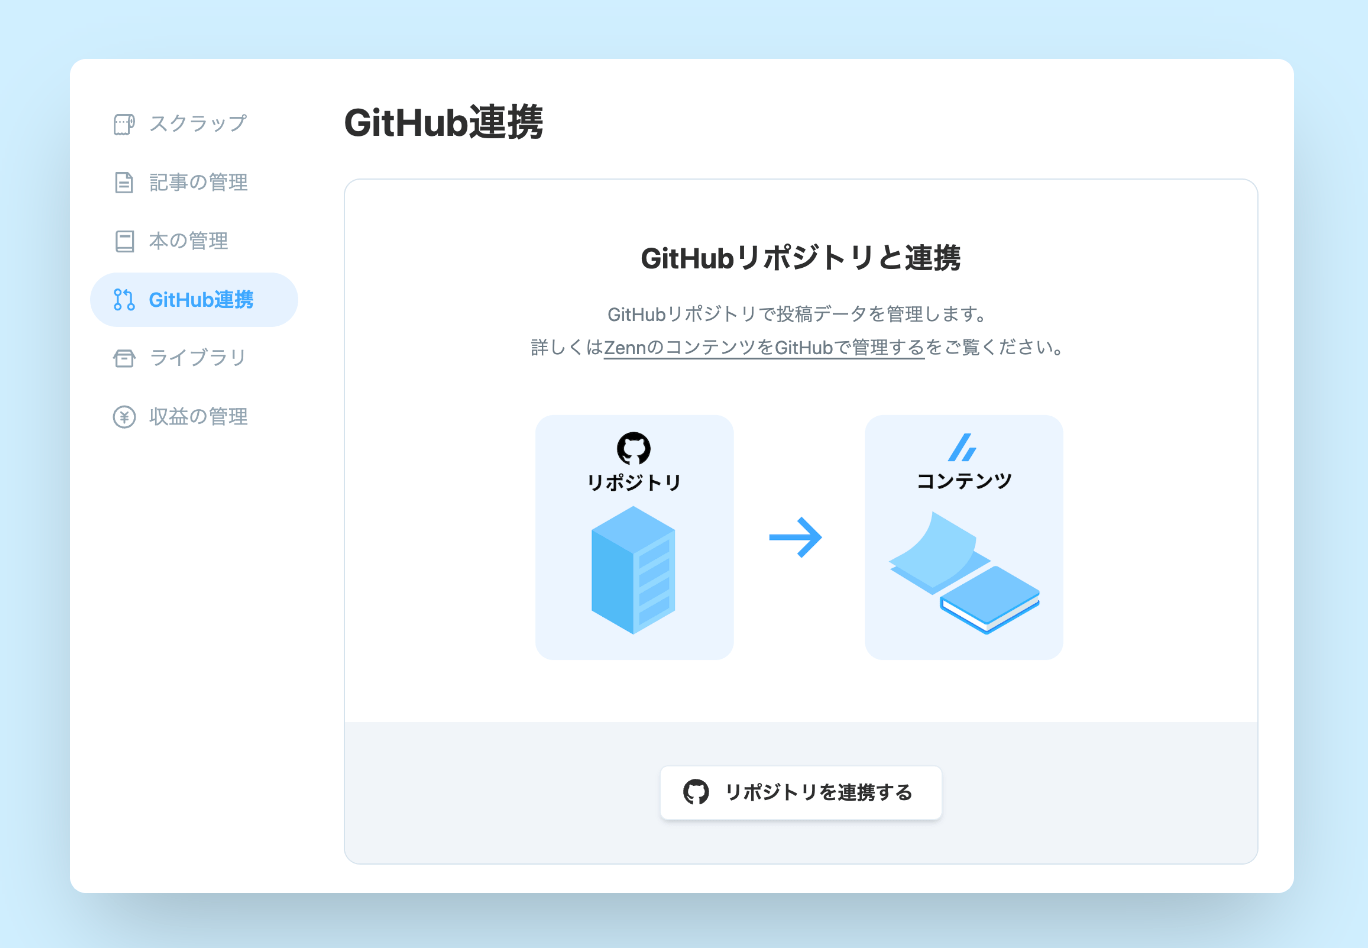 スクラップ
記事の管理
本の管理
GitHub連携
ライブラリ
収益の管理
GitHub連携
GitHubリポジトリと連携
GitHubリポジトリで投稿データを管理します。
詳しくはZennのコンテンツをGitHubで管理するをご覧ください。
リポジトリ
コンテンツ
リポジトリを連携する